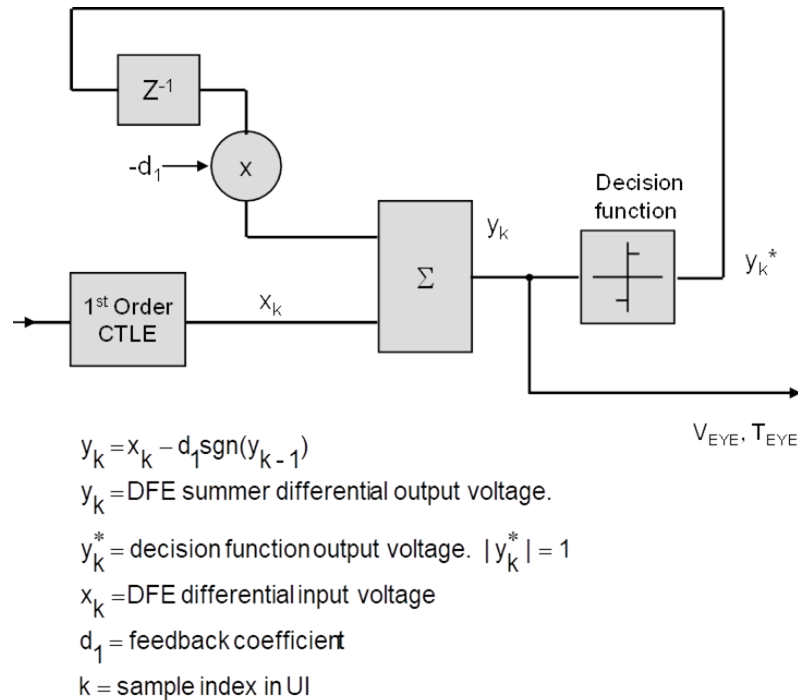 Z⁻¹
-d₁
x
Decision
function
yₖ
Σ
yₖ*
1ˢᵗ Order
CTLE
xₖ
V_EYE, T_EYE
yₖ = xₖ − d₁sgn(yₖ₋₁)
yₖ = DFE summer differential output voltage.
yₖ* = decision function output voltage. |yₖ*| = 1
xₖ = DFE differential input voltage
d₁ = feedback coefficient
k = sample index in UI